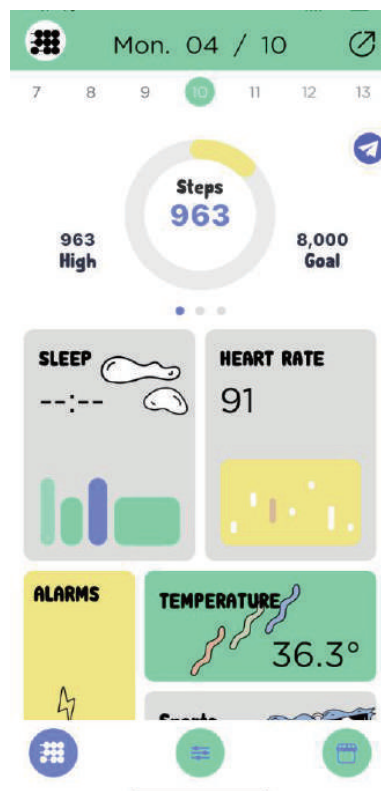 Mon. 04 / 10
7 8 9 10 11 12 13
Steps
963
963
High
8,000
Goal
SLEEP
--:--
HEART RATE
91
ALARMS
TEMPERATURE
36.3°
Sports